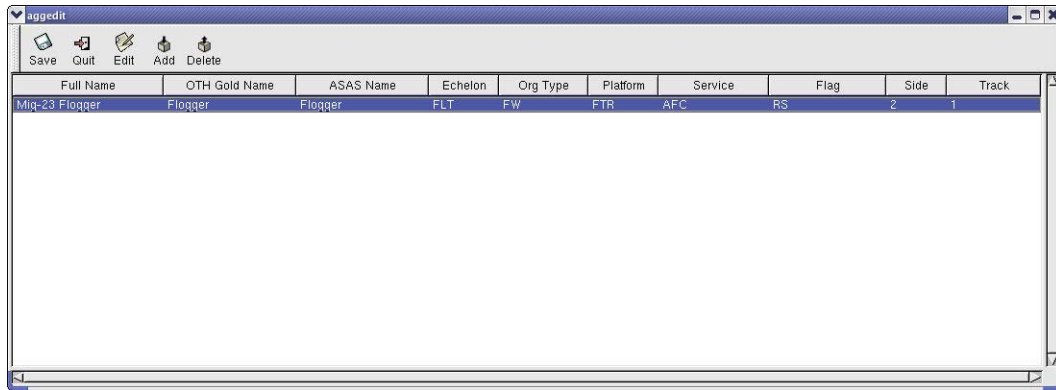 aggedit
Save Quit Edit Add Delete
Full Name OTH Gold Name ASAS Name Echelon Org Type Platform Service Flag Side Track
Mig-23 Flogger Flogger Flogger FLT FW FTR AFC RS 2 1